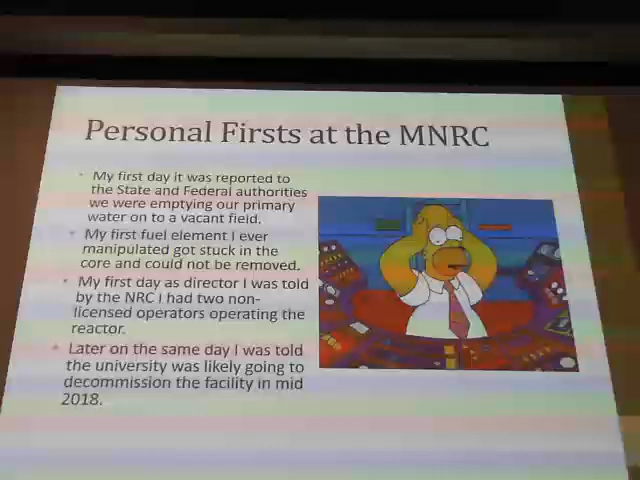 Personal Firsts at the MNRC
• My first day it was reported to
the State and Federal authorities
we were emptying our primary
water on to a vacant field.
• My first fuel element I ever
manipulated got stuck in the
core and could not be removed.
• My first day as director I was told
by the NRC I had two non-
licensed operators operating the
reactor.
• Later on the same day I was told
the university was likely going to
decommission the facility in mid
2018.